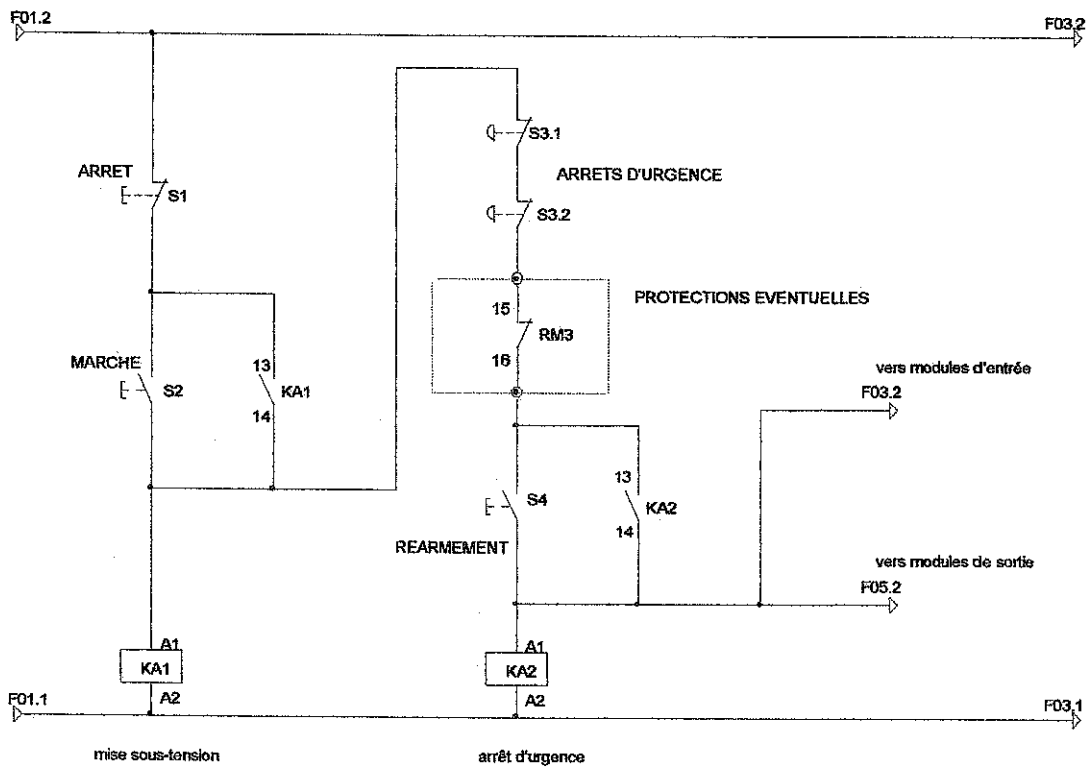 F01.2
F03.2
S3.1
ARRET
ARRETS D'URGENCE
S1
S3.2
PROTECTIONS EVENTUELLES
15
RM3
16
MARCHE
13
S2
KA1
14
vers modules d'entrée
F03.2
13
S4
KA2
14
REARMEMENT
vers modules de sortie
F05.2
A1
KA1
A2
A1
KA2
A2
F01.1
F03.1
mise sous-tension
arrêt d'urgence